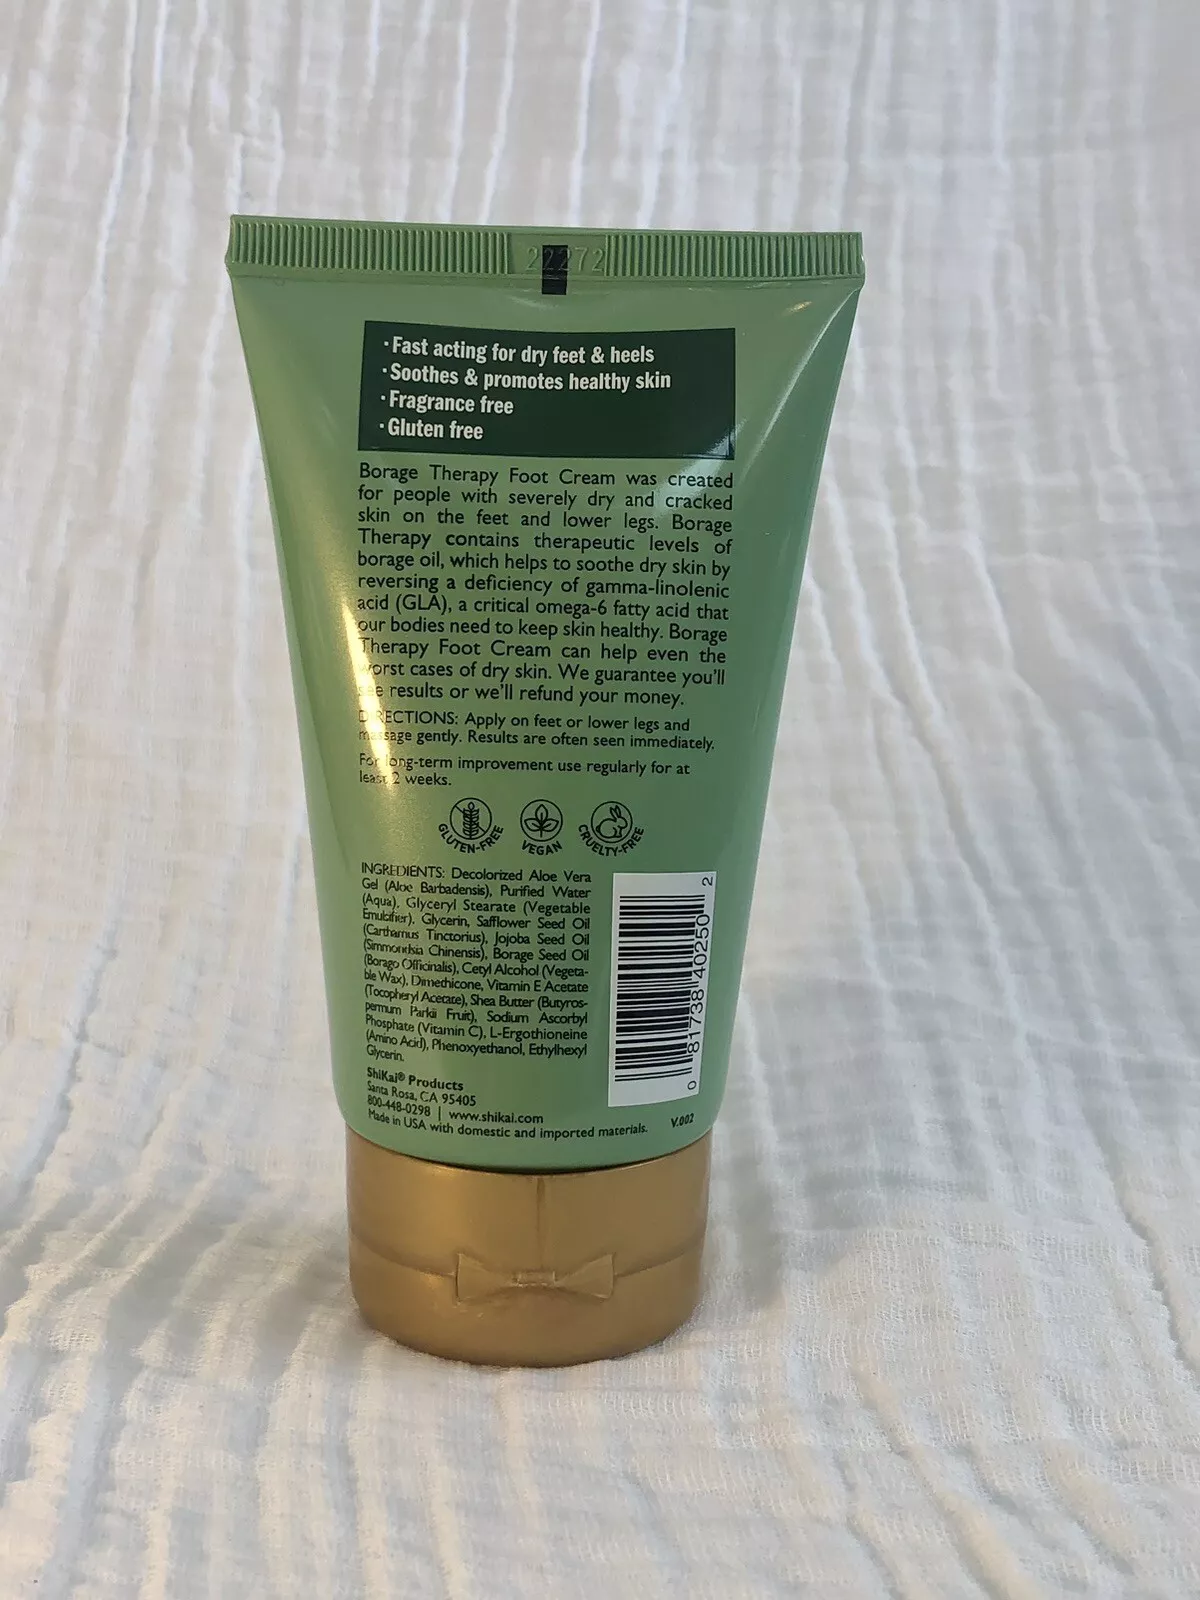 22272
· Fast acting for dry feet & heels
· Soothes & promotes healthy skin
· Fragrance free
· Gluten free
Borage Therapy Foot Cream was created
for people with severely dry and cracked
skin on the feet and lower legs. Borage
Therapy contains therapeutic levels of
borage oil, which helps to soothe dry skin by
reversing a deficiency of gamma-linolenic
acid (GLA), a critical omega-6 fatty acid that
our bodies need to keep skin healthy. Borage
Therapy Foot Cream can help even the
worst cases of dry skin. We guarantee you'll
see results or we'll refund your money.
DIRECTIONS: Apply on feet or lower legs and
massage gently. Results are often seen immediately.
For long-term improvement use regularly for at
least 2 weeks.
GLUTEN-FREE VEGAN CRUELTY-FREE
INGREDIENTS: Decolorized Aloe Vera
Gel (Aloe Barbadensis), Purified Water
(Aqua), Glyceryl Stearate (Vegetable
Emulsifier), Glycerin, Safflower Seed Oil
(Carthamus Tinctorius), Jojoba Seed Oil
(Simmondsia Chinensis), Borage Seed Oil
(Borago Officinalis), Cetyl Alcohol (Vegeta-
ble Wax), Dimethicone, Vitamin E Acetate
(Tocopheryl Acetate), Shea Butter (Butyros-
permum Parkii Fruit), Sodium Ascorbyl
Phosphate (Vitamin C), L-Ergothioneine
(Amino Acid), Phenoxyethanol, Ethylhexyl
Glycerin.
0 81738 40250 2
ShiKai® Products
Santa Rosa, CA 95405
800-448-0298 | www.shikai.com
Made in USA with domestic and imported materials. V.002